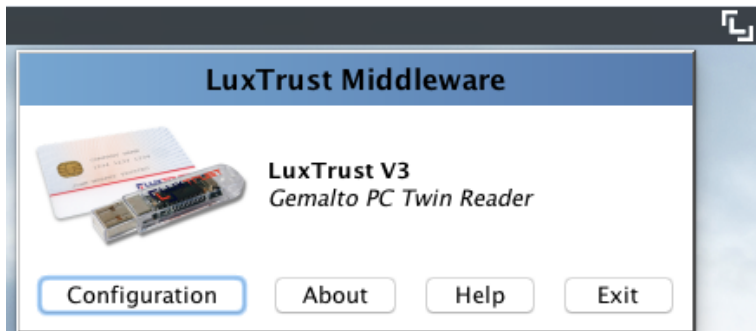 LuxTrust Middleware
LuxTrust V3
Gemalto PC Twin Reader
Configuration
About
Help
Exit